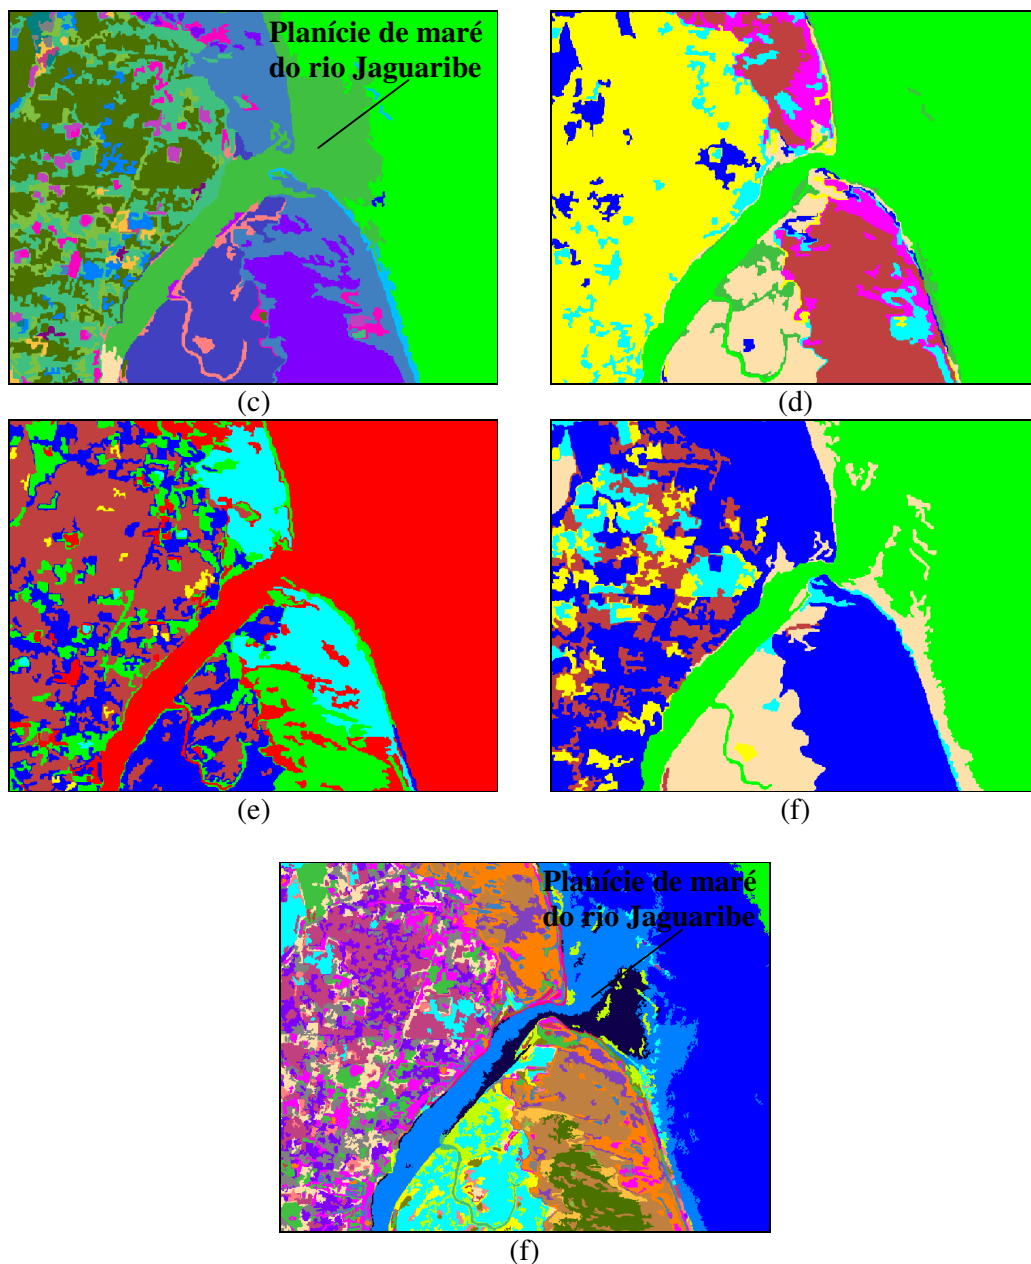 Planície de maré
do rio Jaguaribe
(c)
(d)
(e)
(f)
Planície de maré
do rio Jaguaribe
(f)